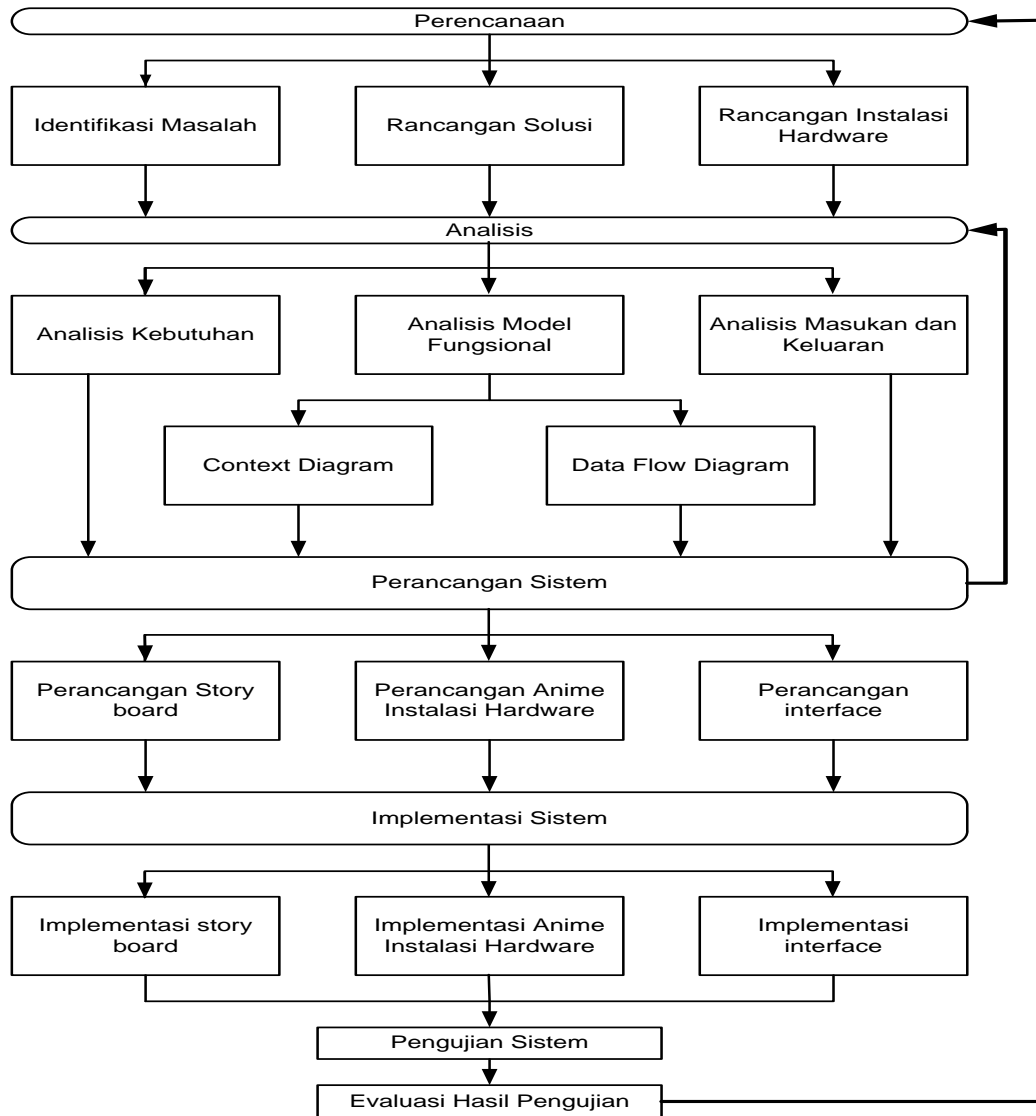 Perencanaan
Identifikasi Masalah
Rancangan Solusi
Rancangan Instalasi
Hardware
Analisis
Analisis Kebutuhan
Analisis Model
Fungsional
Analisis Masukan dan
Keluaran
Context Diagram
Data Flow Diagram
Perancangan Sistem
Perancangan Story
board
Perancangan Anime
Instalasi Hardware
Perancangan
interface
Implementasi Sistem
Implementasi story
board
Implementasi Anime
Instalasi Hardware
Implementasi
interface
Pengujian Sistem
Evaluasi Hasil Pengujian